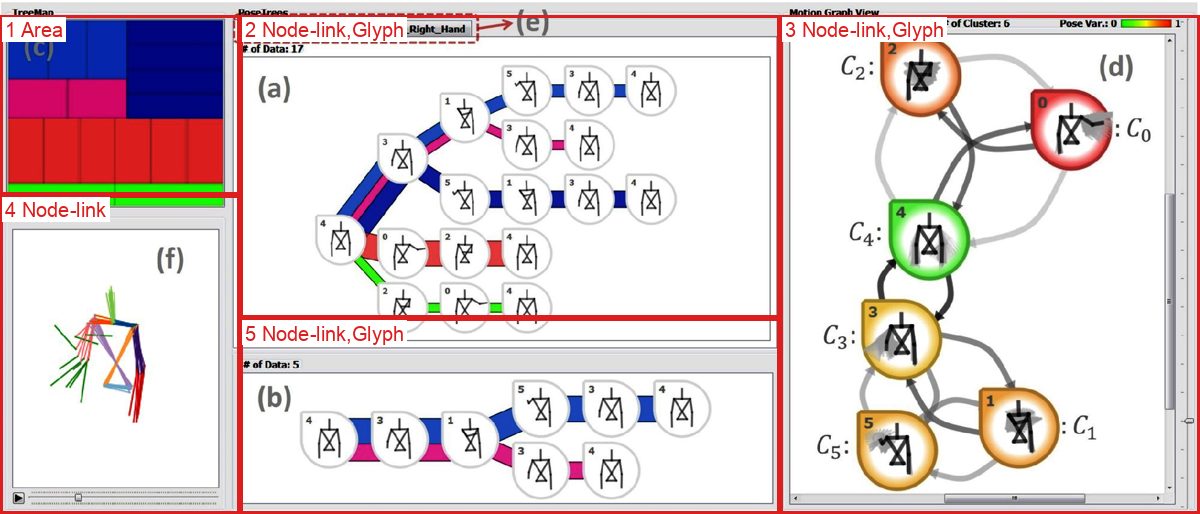 TreeMap
PoseTrees
Motion Graph View
1 Area
2 Node-link,Glyph
_Right_Hand
(e)
3 Node-link,Glyph
# of Cluster: 6
Pose Var.: 0
1
(c)
# of Data: 17
(a)
5
3
4
1
3
4
3
5
1
3
4
4
0
2
4
2
0
4
2
C2:
(d)
0
: C0
4 Node-link
(f)
4
C4:
5 Node-link,Glyph
3
C3:
# of Data: 5
(b)
5
3
4
4
3
1
3
4
1
: C1
5
C5: